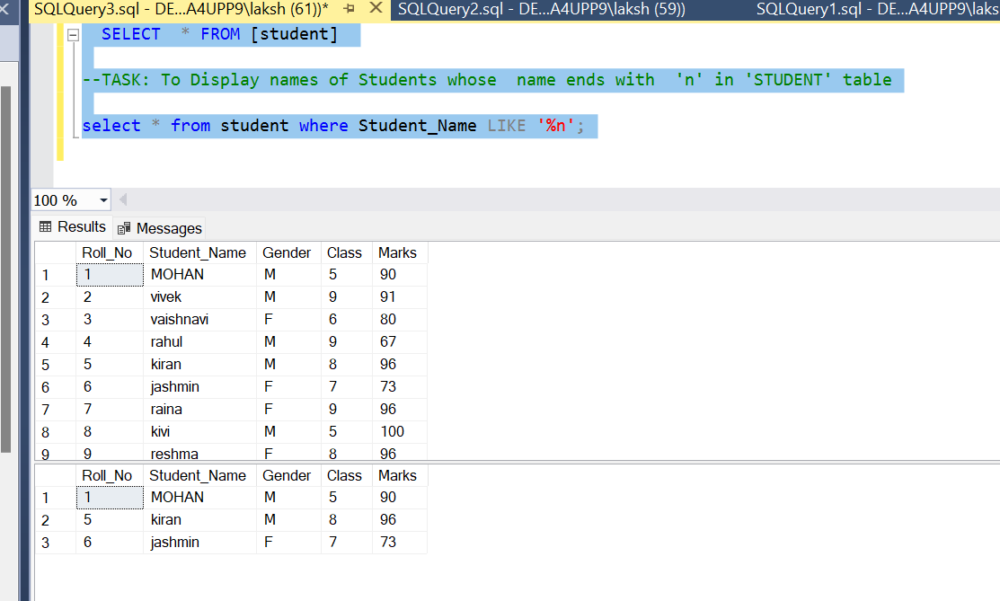 SQLQuery3.sql - DE...A4UPP9\laksh (61))* SQLQuery2.sql - DE...A4UPP9\laksh (59)) SQLQuery1.sql - DE...A4UPP9\laks
SELECT * FROM [student]
--TASK: To Display names of Students whose  name ends with  'n' in 'STUDENT' table
select * from student where Student_Name LIKE '%n';
100 %
Results Messages
Roll_No Student_Name Gender Class Marks
1 1 MOHAN M 5 90
2 2 vivek M 9 91
3 3 vaishnavi F 6 80
4 4 rahul M 9 67
5 5 kiran M 8 96
6 6 jashmin F 7 73
7 7 raina F 9 96
8 8 kivi M 5 100
9 9 reshma F 8 96
Roll_No Student_Name Gender Class Marks
1 1 MOHAN M 5 90
2 5 kiran M 8 96
3 6 jashmin F 7 73